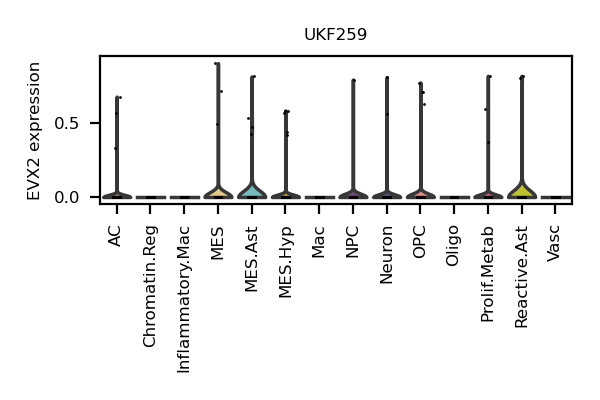 UKF259
EVX2 expression
0.5
0.0
AC
Chromatin.Reg
Inflammatory.Mac
MES
MES.Ast
MES.Hyp
Mac
NPC
Neuron
OPC
Oligo
Prolif.Metab
Reactive.Ast
Vasc